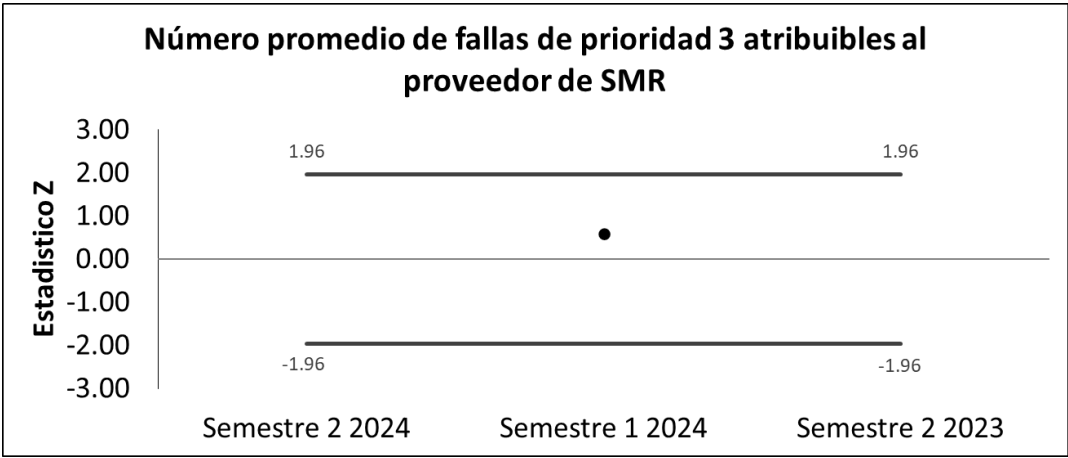 Número promedio de fallas de prioridad 3 atribuibles al
proveedor de SMR
Estadistico Z
3.00
2.00
1.00
0.00
-1.00
-2.00
-3.00
1.96
1.96
-1.96
-1.96
Semestre 2 2024
Semestre 1 2024
Semestre 2 2023